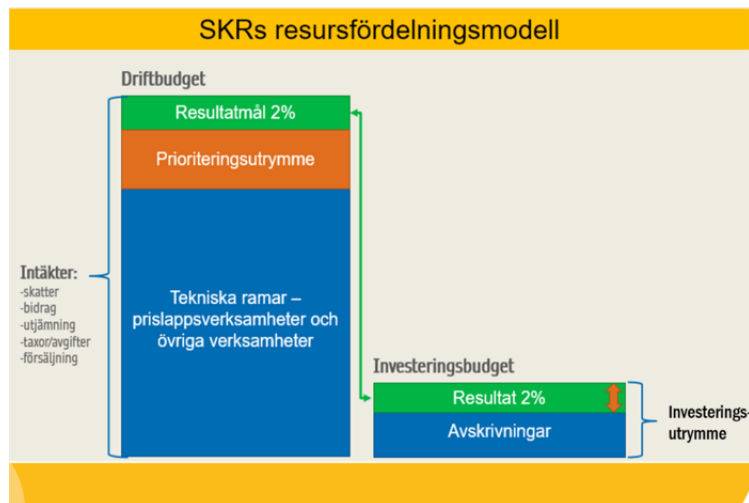 SKRs resursfördelningsmodell
Driftbudget
Resultatmål 2%
Prioriteringsutrymme
Intäkter:
-skatter
-bidrag
-utjämning
-taxor/avgifter
-försäljning
Tekniska ramar –
prislappsverksamheter och
övriga verksamheter
Investeringsbudget
Resultat 2%
Avskrivningar
Investerings-
utrymme